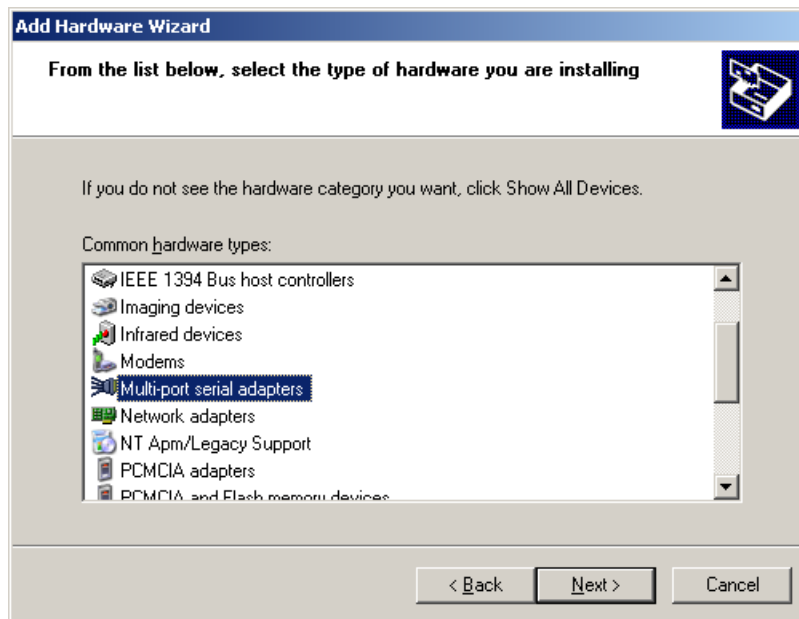 Add Hardware Wizard
From the list below, select the type of hardware you are installing
If you do not see the hardware category you want, click Show All Devices.
Common hardware types:
IEEE 1394 Bus host controllers
Imaging devices
Infrared devices
Modems
Multi-port serial adapters
Network adapters
NT Apm/Legacy Support
PCMCIA adapters
PCMCIA and Flash memory devices
< Back
Next >
Cancel